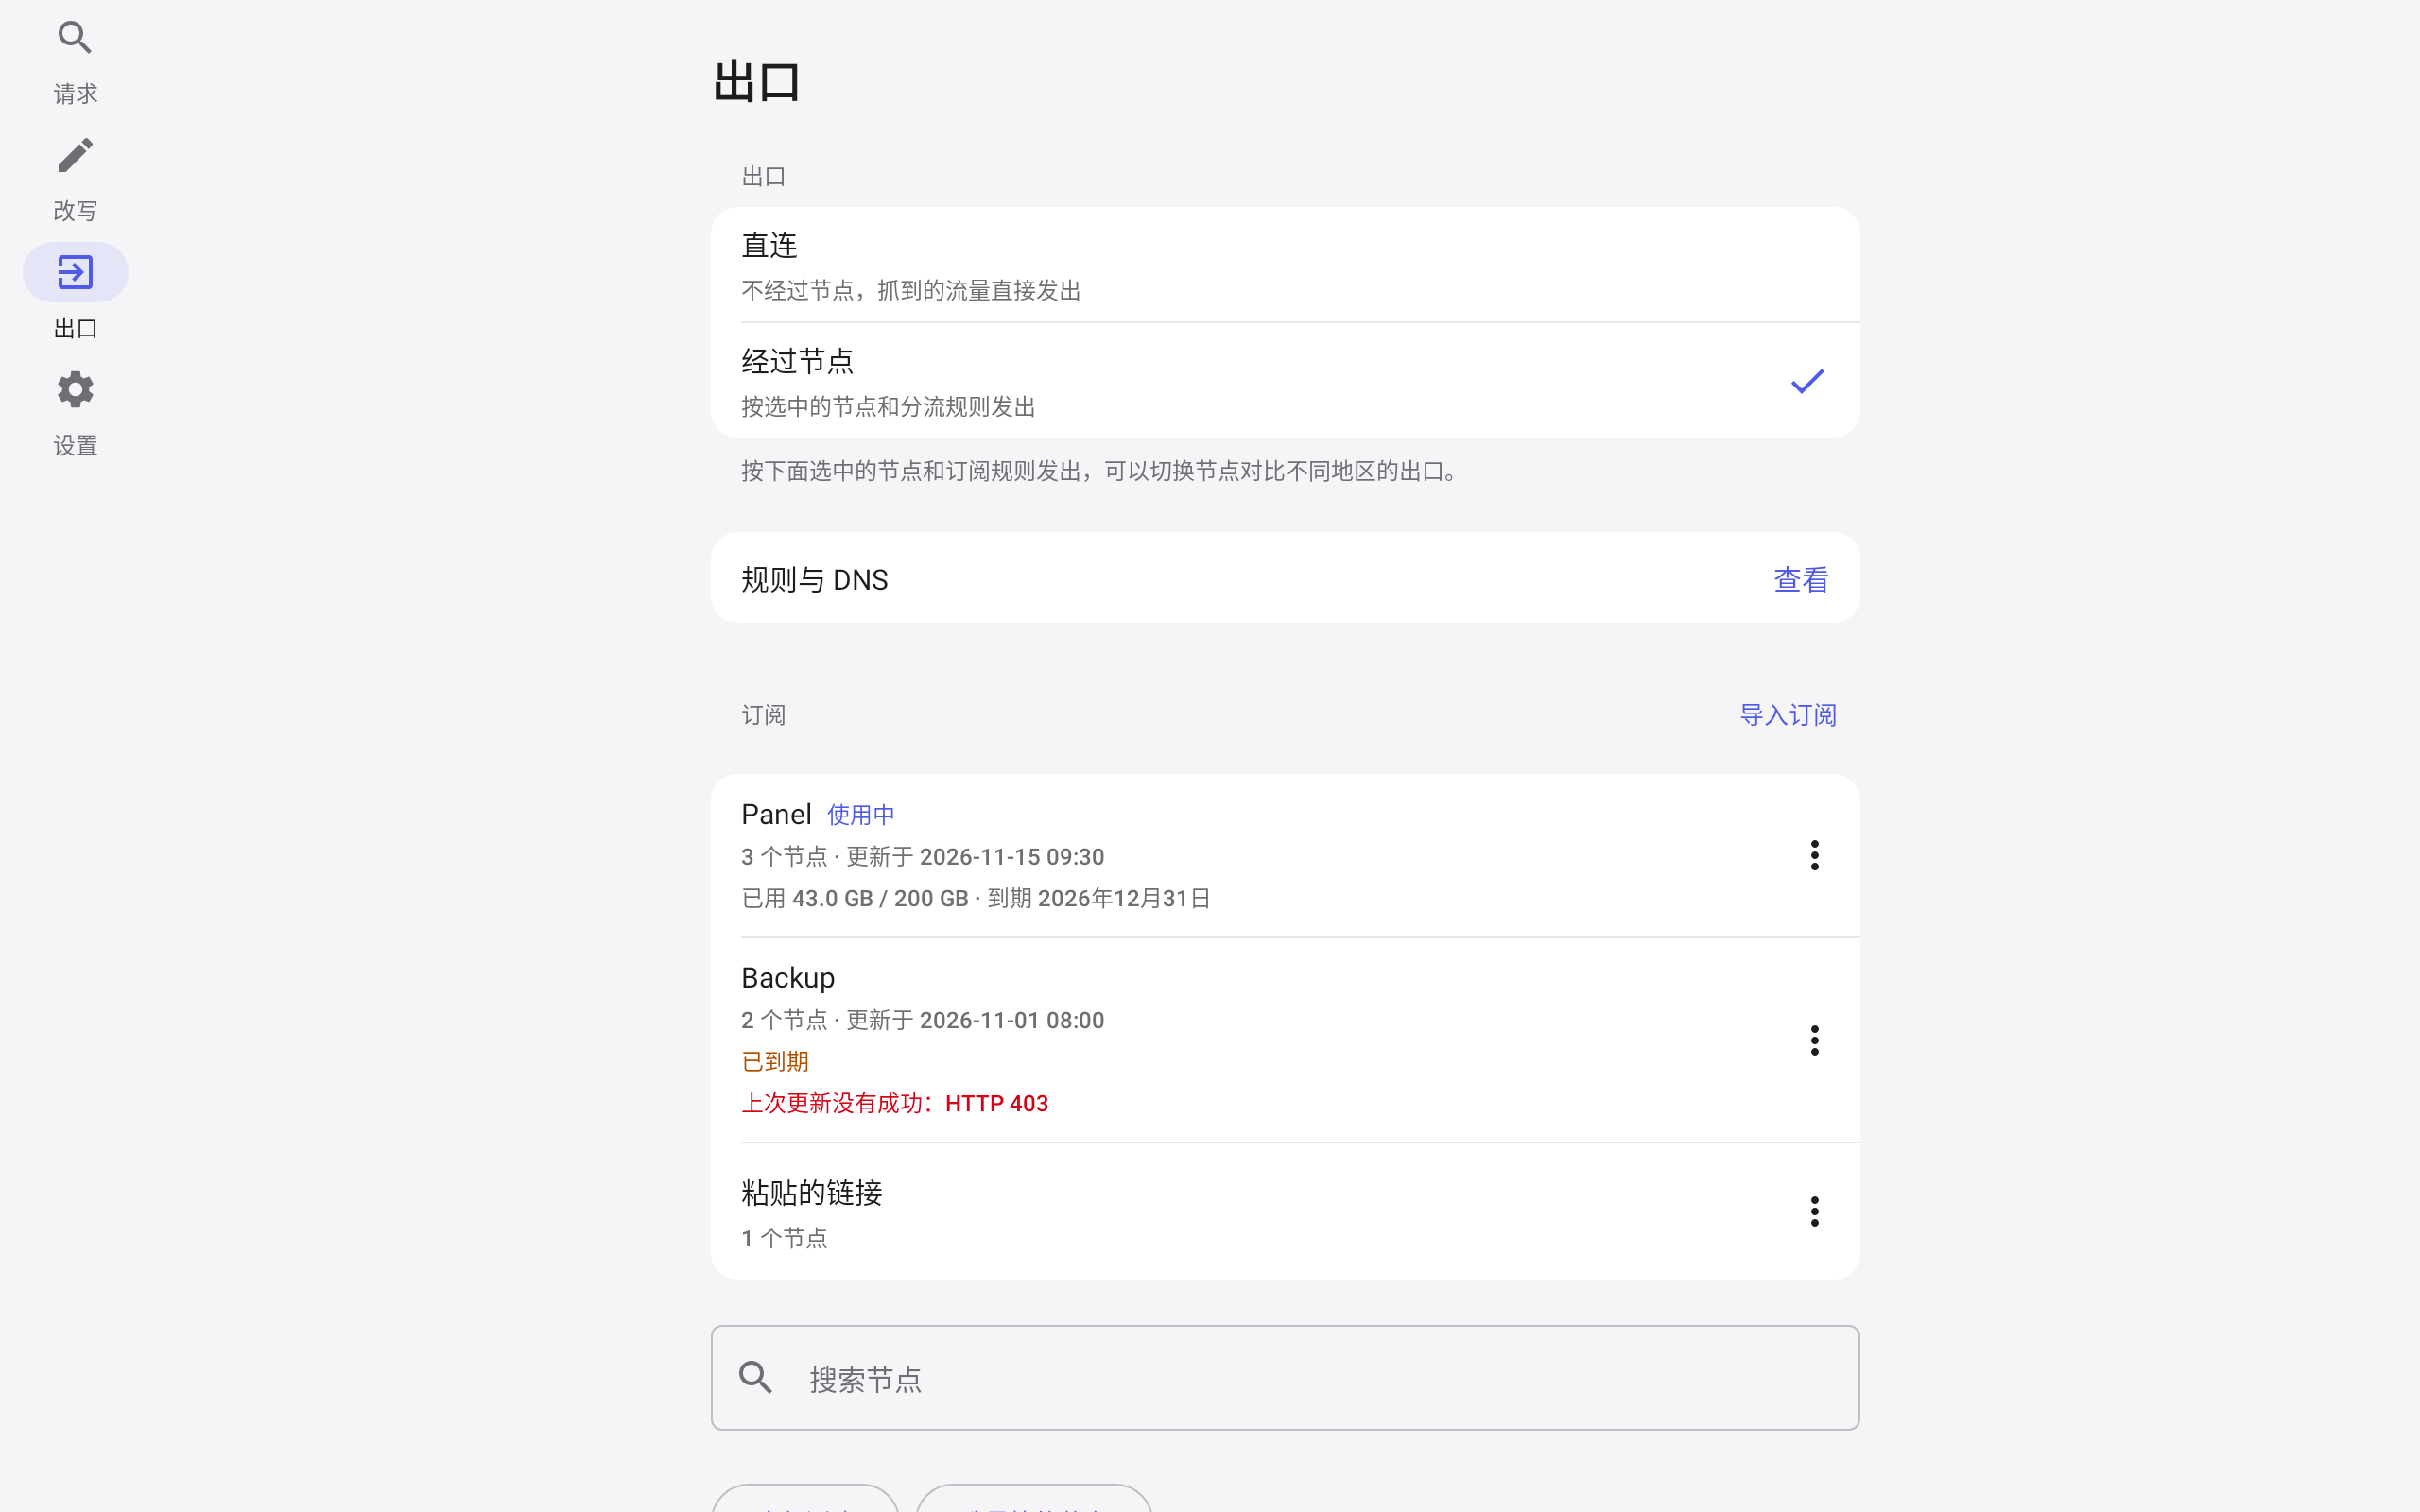 请求
改写
出口
设置
出口
出口
直连
不经过节点，抓到的流量直接发出
经过节点
按选中的节点和分流规则发出
按下面选中的节点和订阅规则发出，可以切换节点对比不同地区的出口。
规则与 DNS
查看
订阅
导入订阅
Panel 使用中
3 个节点 · 更新于 2026-11-15 09:30
已用 43.0 GB / 200 GB · 到期 2026年12月31日
Backup
2 个节点 · 更新于 2026-11-01 08:00
已到期
上次更新没有成功：HTTP 403
粘贴的链接
1 个节点
搜索节点